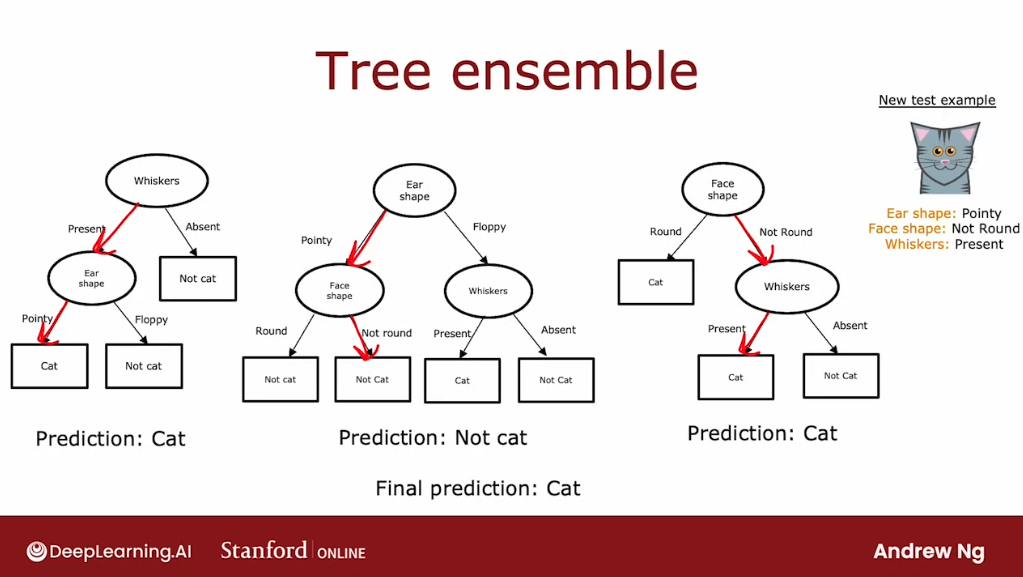 Tree ensemble
New test example
Ear shape: Pointy
Face shape: Not Round
Whiskers: Present
Whiskers
Present
Absent
Ear
shape
Not cat
Pointy
Floppy
Cat
Not cat
Prediction: Cat
Ear
shape
Pointy
Floppy
Face
shape
Whiskers
Round
Not round
Present
Absent
Not cat
Not Cat
Cat
Not Cat
Prediction: Not cat
Face
shape
Round
Not Round
Cat
Whiskers
Present
Absent
Cat
Not Cat
Prediction: Cat
Final prediction: Cat
DeepLearning.AI
Stanford | ONLINE
Andrew Ng